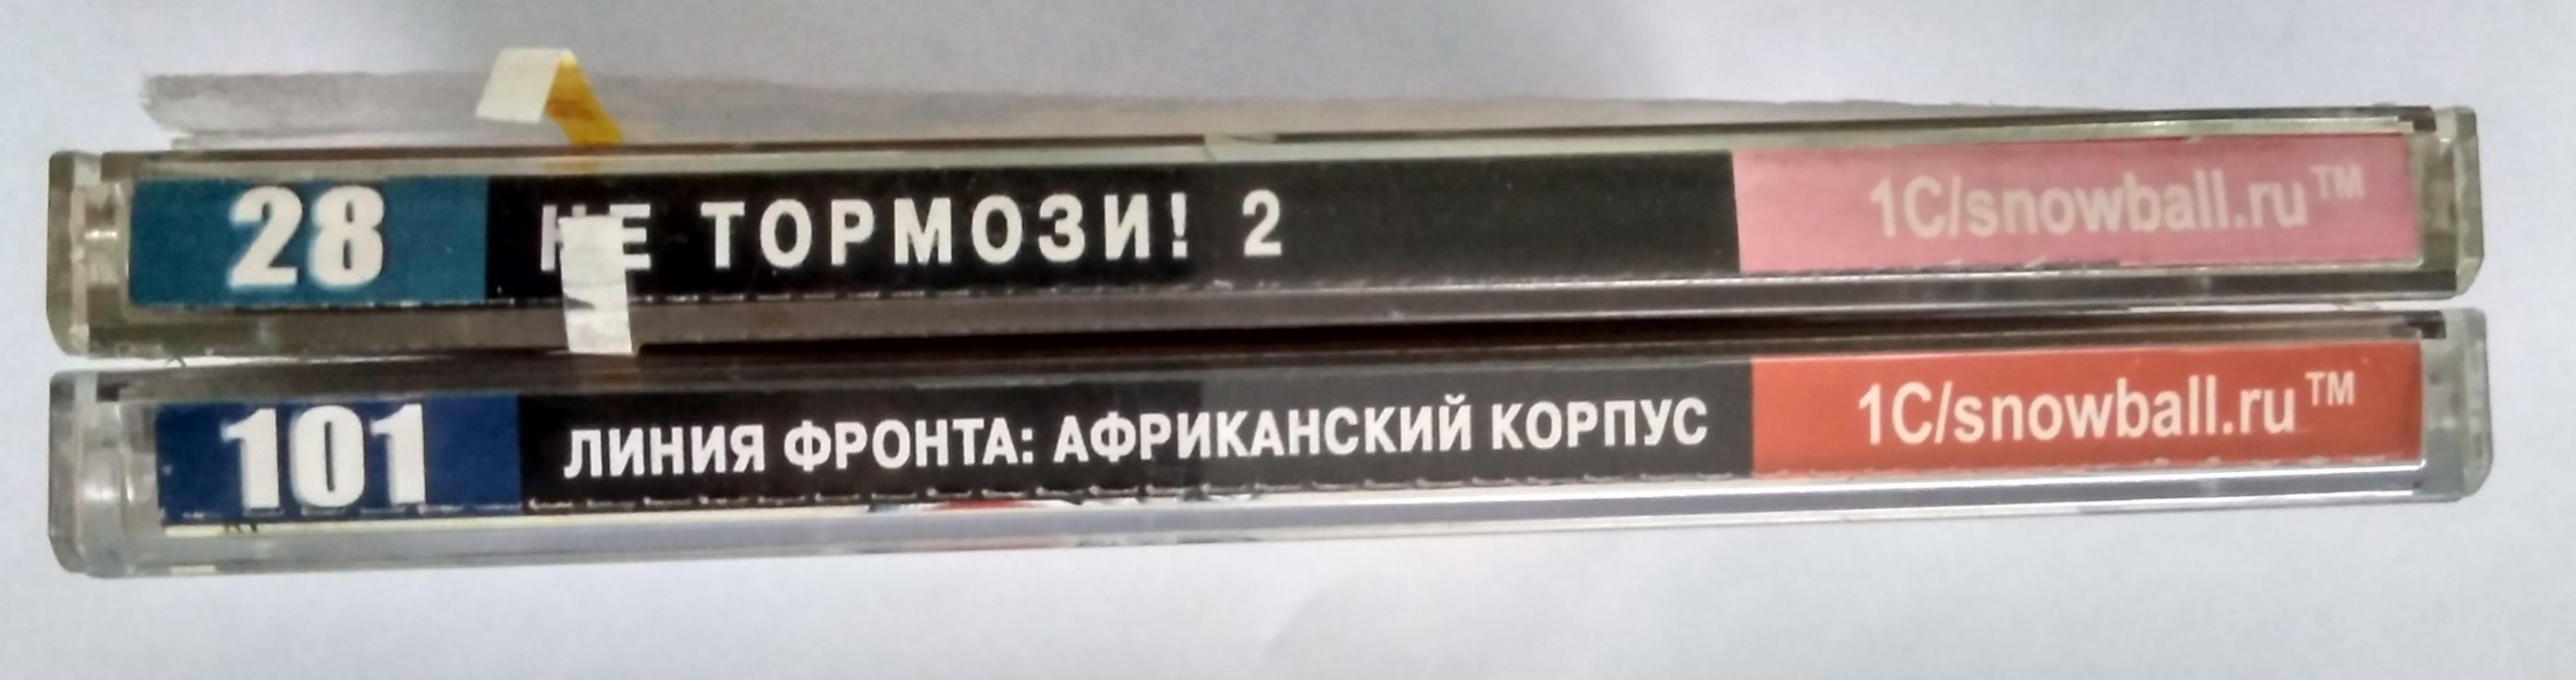 28 НЕ ТОРМОЗИ! 2 1C/snowball.ru™
101 ЛИНИЯ ФРОНТА: АФРИКАНСКИЙ КОРПУС 1C/snowball.ru™